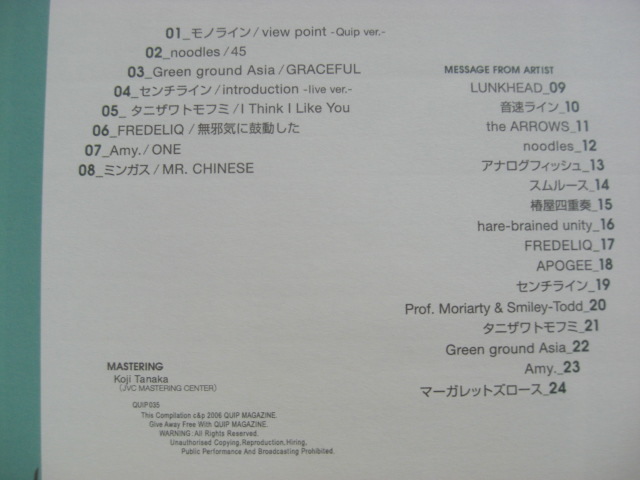 01_モノライン/view point -Quip ver.-
02_noodles/45
03_Green ground Asia/GRACEFUL
04_センチライン/introduction -live ver.-
05_タニザワトモフミ/I Think I Like You
06_FREDELIQ/無邪気に鼓動した
07_Amy./ONE
08_ミンガス/MR. CHINESE
MESSAGE FROM ARTIST
LUNKHEAD_09
音速ライン_10
the ARROWS_11
noodles_12
アナログフィッシュ_13
スムルース_14
椿屋四重奏_15
hare-brained unity_16
FREDELIQ_17
APOGEE_18
センチライン_19
Prof. Moriarty & Smiley-Todd_20
タニザワトモフミ_21
Green ground Asia_22
Amy._23
マーガレットズロース_24
MASTERING
Koji Tanaka
(JVC MASTERING CENTER)
QUIP035
This Compilation c&p 2006 QUIP MAGAZINE.
Give Away Free With QUIP MAGAZINE.
WARNING: All Rights Reserved.
Unauthorised Copying.Reproduction.Hiring.
Public Performance And Broadcasting Prohibited.